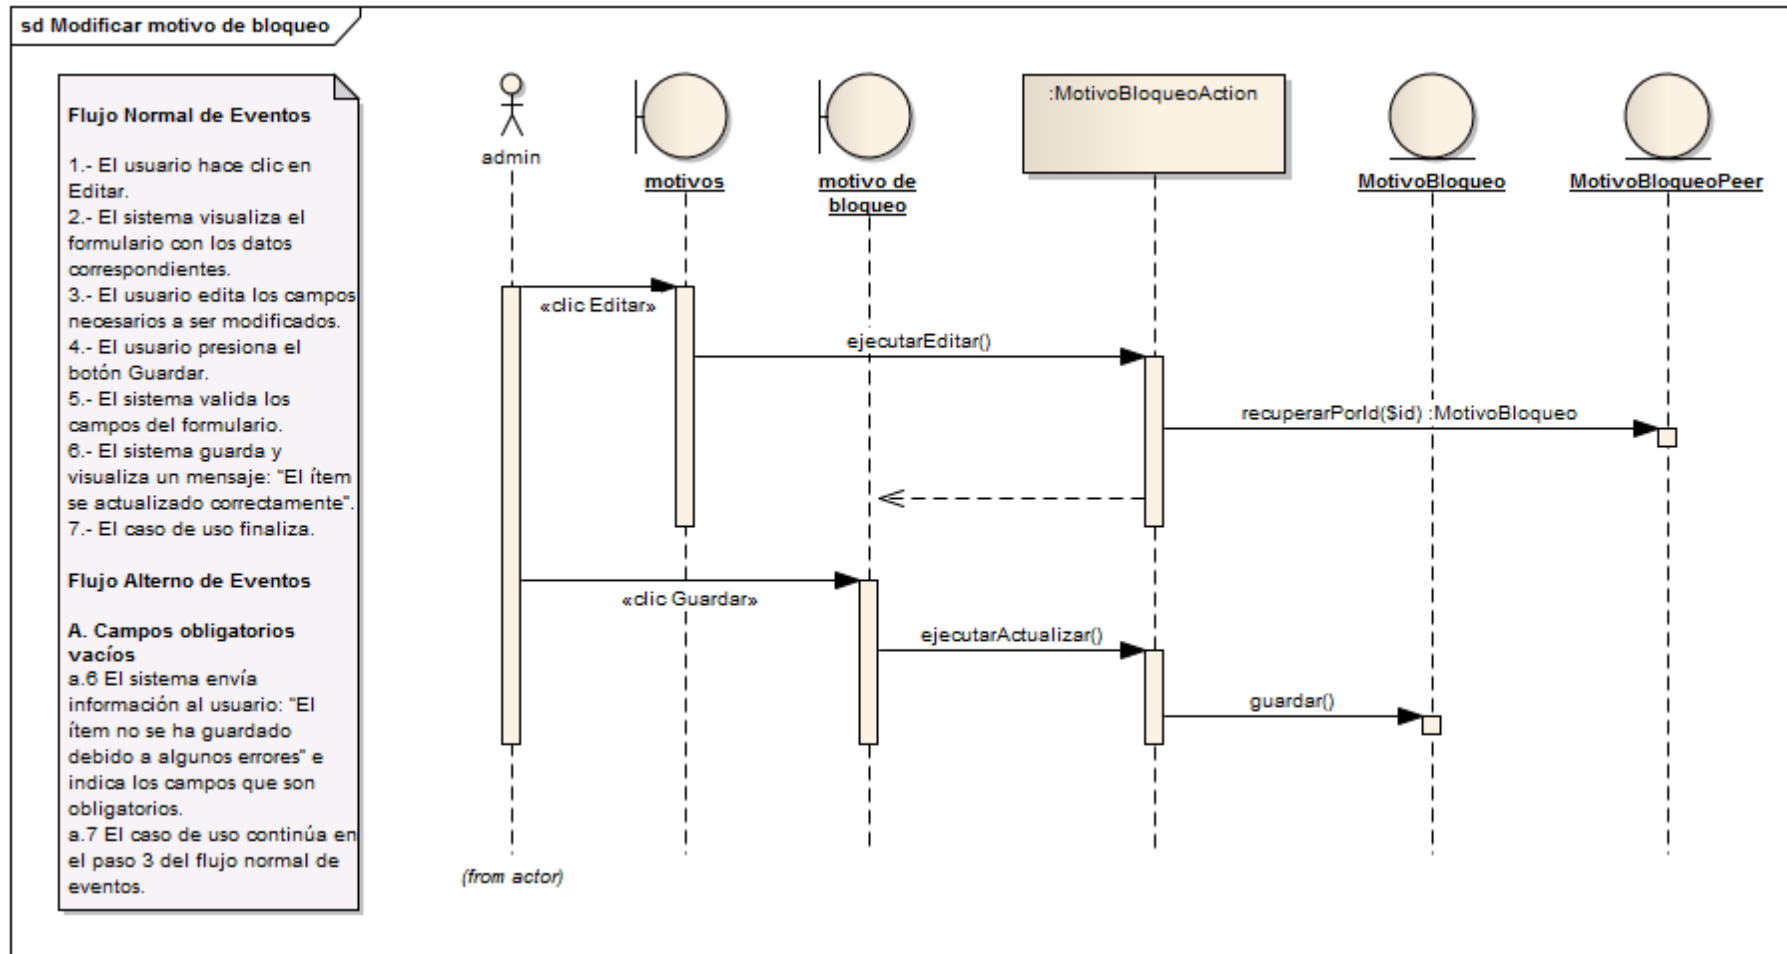 sd Modificar motivo de bloqueo
Flujo Normal de Eventos
1.- El usuario hace clic en
Editar.
2.- El sistema visualiza el
formulario con los datos
correspondientes.
3.- El usuario edita los campos
necesarios a ser modificados.
4.- El usuario presiona el
botón Guardar.
5.- El sistema valida los
campos del formulario.
6.- El sistema guarda y
visualiza un mensaje: "El ítem
se actualizado correctamente".
7.- El caso de uso finaliza.
Flujo Alterno de Eventos
A. Campos obligatorios
vacíos
a.6 El sistema envía
información al usuario: "El
ítem no se ha guardado
debido a algunos errores" e
indica los campos que son
obligatorios.
a.7 El caso de uso continúa en
el paso 3 del flujo normal de
eventos.
admin
motivos
motivo de
bloqueo
:MotivoBloqueoAction
MotivoBloqueo
MotivoBloqueoPeer
«clic Editar»
ejecutarEditar()
recuperarPorId($id) :MotivoBloqueo
«clic Guardar»
ejecutarActualizar()
guardar()
(from actor)